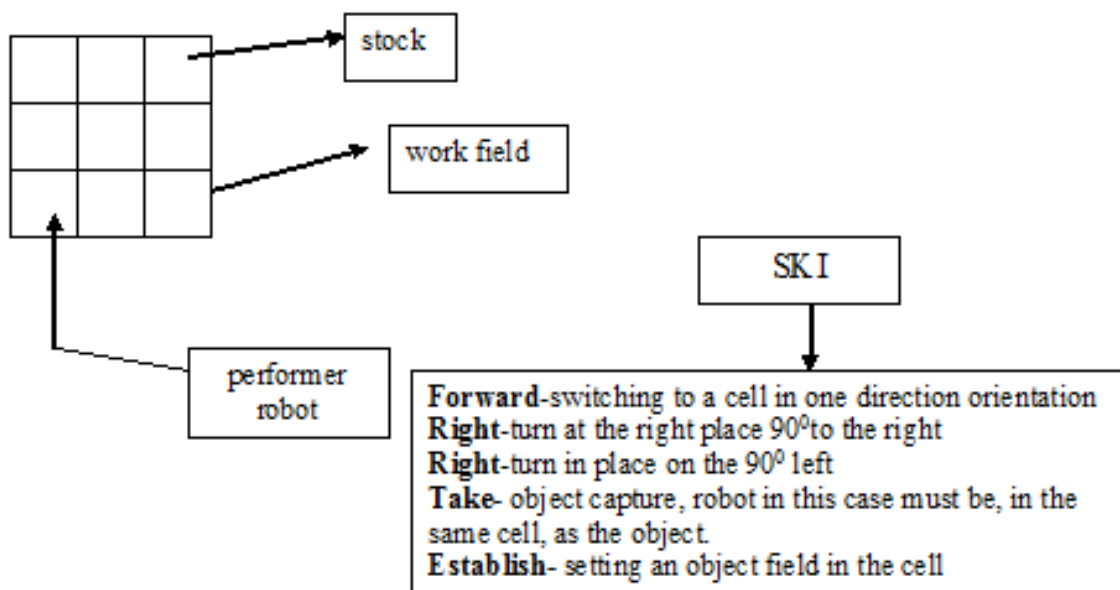 stock
work field
SK I
performer
robot
Forward-switching to a cell in one direction orientation
Right-turn at the right place 90⁰to the right
Right-turn in place on the 90⁰ left
Take- object capture, robot in this case must be, in the
same cell, as the object.
Establish- setting an object field in the cell